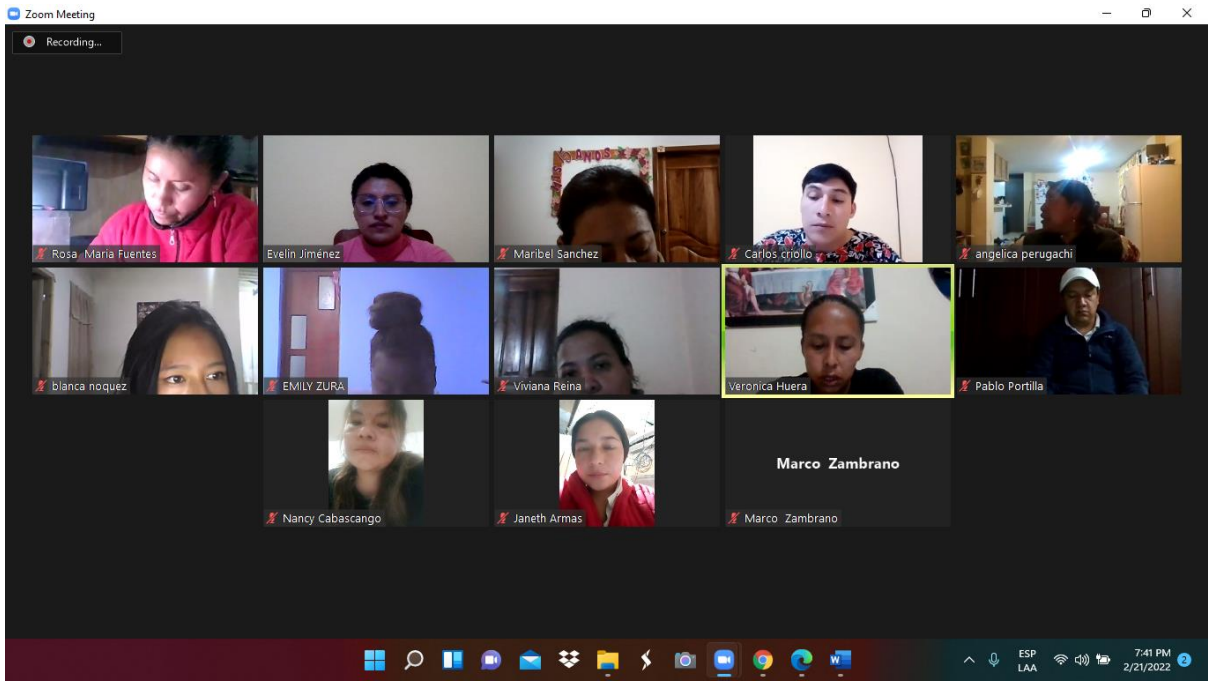 Zoom Meeting
Recording...
Rosa Maria Fuentes
Evelin Jiménez
Maribel Sanchez
Carlos criollo
angelica perugachi
blanca noquez
EMILY ZURA
Viviana Reina
Veronica Huera
Pablo Portilla
Nancy Cabascango
Janeth Armas
Marco Zambrano
Marco Zambrano
ESP
LAA
7:41 PM
2/21/2022
2